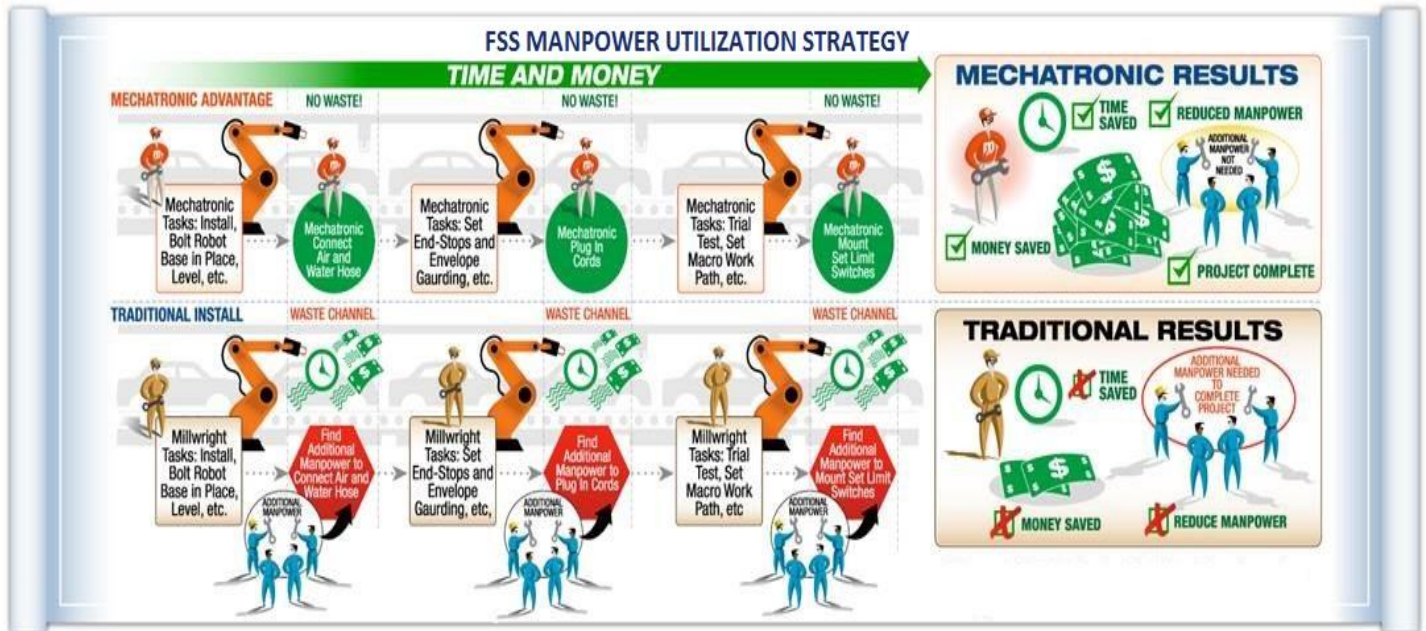 FSS MANPOWER UTILIZATION STRATEGY
TIME AND MONEY
MECHATRONIC ADVANTAGE
NO WASTE!
NO WASTE!
NO WASTE!
Mechatronic
Tasks: Install,
Bolt Robot
Base in Place,
Level, etc.
Mechatronic
Connect
Air and
Water Hose
Mechatronic
Tasks: Set
End-Stops and
Envelope
Gaurding, etc.
Mechatronic
Plug In
Cords
Mechatronic
Tasks: Trial
Test, Set
Macro Work
Path, etc.
Mechatronic
Mount
Set Limit
Switches
MECHATRONIC RESULTS
TIME
SAVED
REDUCED MANPOWER
ADDITIONAL
MANPOWER
NOT
NEEDED
MONEY SAVED
PROJECT COMPLETE
TRADITIONAL INSTALL
WASTE CHANNEL
WASTE CHANNEL
WASTE CHANNEL
Millwright
Tasks: Install,
Bolt Robot
Base in Place,
Level, etc.
Find
Additional
Manpower to
Connect Air and
Water Hose
ADDITIONAL
MANPOWER
Millwright
Tasks: Set
End-Stops and
Envelope
Gaurding, etc,
Find
Additional
Manpower to
Plug In Cords
ADDITIONAL
MANPOWER
Millwright
Tasks: Trial
Test, Set
Macro Work
Path, etc
Find
Additional
Manpower to
Mount Set Limit
Switches
ADDITIONAL
MANPOWER
TRADITIONAL RESULTS
TIME
SAVED
ADDITIONAL
MANPOWER NEEDED
TO
COMPLETE
PROJECT
MONEY SAVED
REDUCE MANPOWER